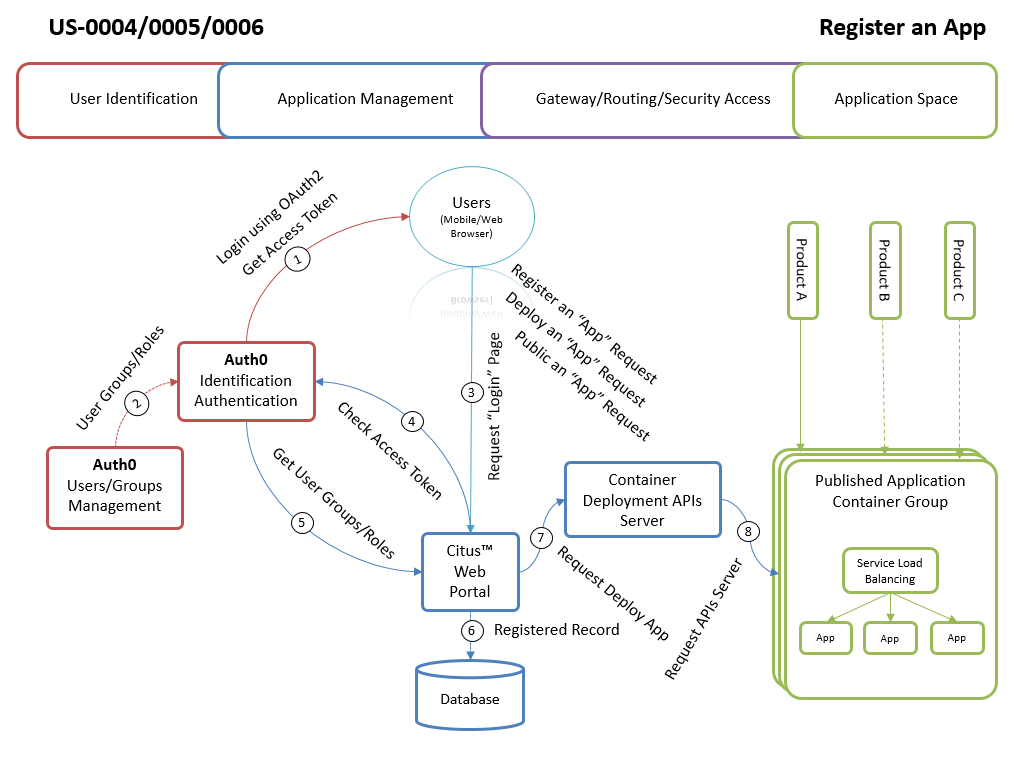 US-0004/0005/0006
Register an App
User Identification
Application Management
Gateway/Routing/Security Access
Application Space
Login using OAuth2
Get Access Token
1
Users
(Mobile/Web
Browser)
Browser)
(Mobile/Web
Register an “App” Request
Deploy an “App” Request
Public an “App” Request
Product A
Product B
Product C
User Groups/Roles
2
Auth0
Identification
Authentication
Auth0
Users/Groups
Management
3
Request “Login” Page
4
Check Access Token
5
Get User Groups/Roles
Citus™
Web
Portal
6
Registered Record
Database
7
Request Deploy App
Container
Deployment APIs
Server
8
Request APIs Server
Published Application
Container Group
Service Load
Balancing
App
App
App